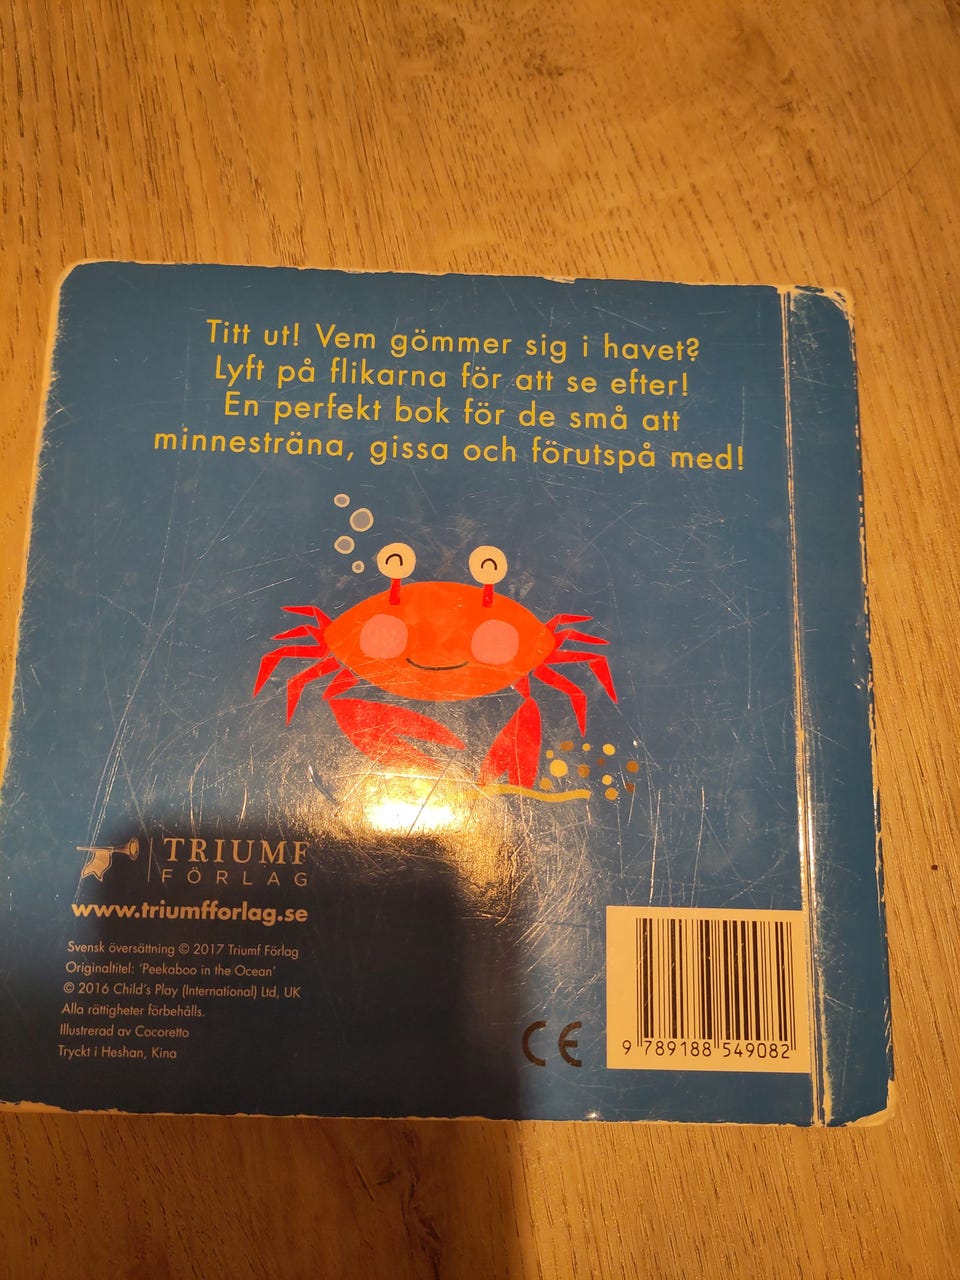 Titt ut! Vem gömmer sig i havet?
Lyft på flikarna för att se efter!
En perfekt bok för de små att
minnesträna, gissa och förutspå med!
TRIUMF
FÖRLAG
www.triumfforlag.se
Svensk översättning © 2017 Triumf Förlag
Originaltitel: 'Peekaboo in the Ocean'
© 2016 Child's Play (International) Ltd, UK
Alla rättigheter förbehålls.
Illustrerad av Cocoretto
Tryckt i Heshan, Kina
CE
9 789188 549082